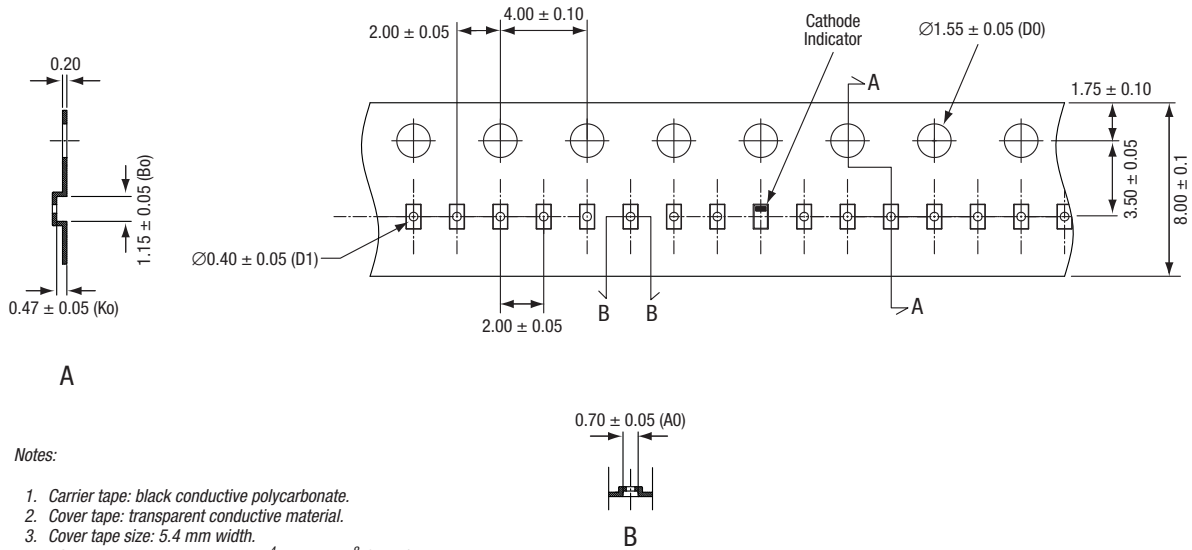 4.00 ± 0.10
2.00 ± 0.05
Cathode
Indicator
∅1.55 ± 0.05 (D0)
0.20
A
1.75 ± 0.10
1.15 ± 0.05 (Bo)
3.50 ± 0.05
8.00 ± 0.1
∅0.40 ± 0.05 (D1)
0.47 ± 0.05 (Ko)
B B
A
2.00 ± 0.05
A
0.70 ± 0.05 (A0)
B
Notes:
1. Carrier tape: black conductive polycarbonate.
2. Cover tape: transparent conductive material.
3. Cover tape size: 5.4 mm width.